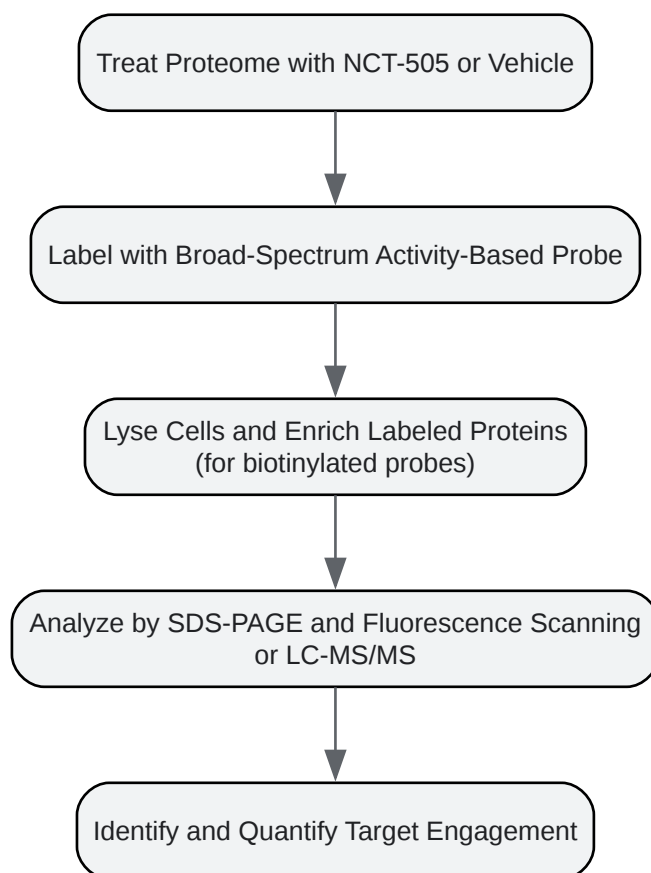 Treat Proteome with NCT-505 or Vehicle
Label with Broad-Spectrum Activity-Based Probe
Lyse Cells and Enrich Labeled Proteins
(for biotinylated probes)
Analyze by SDS-PAGE and Fluorescence Scanning
or LC-MS/MS
Identify and Quantify Target Engagement